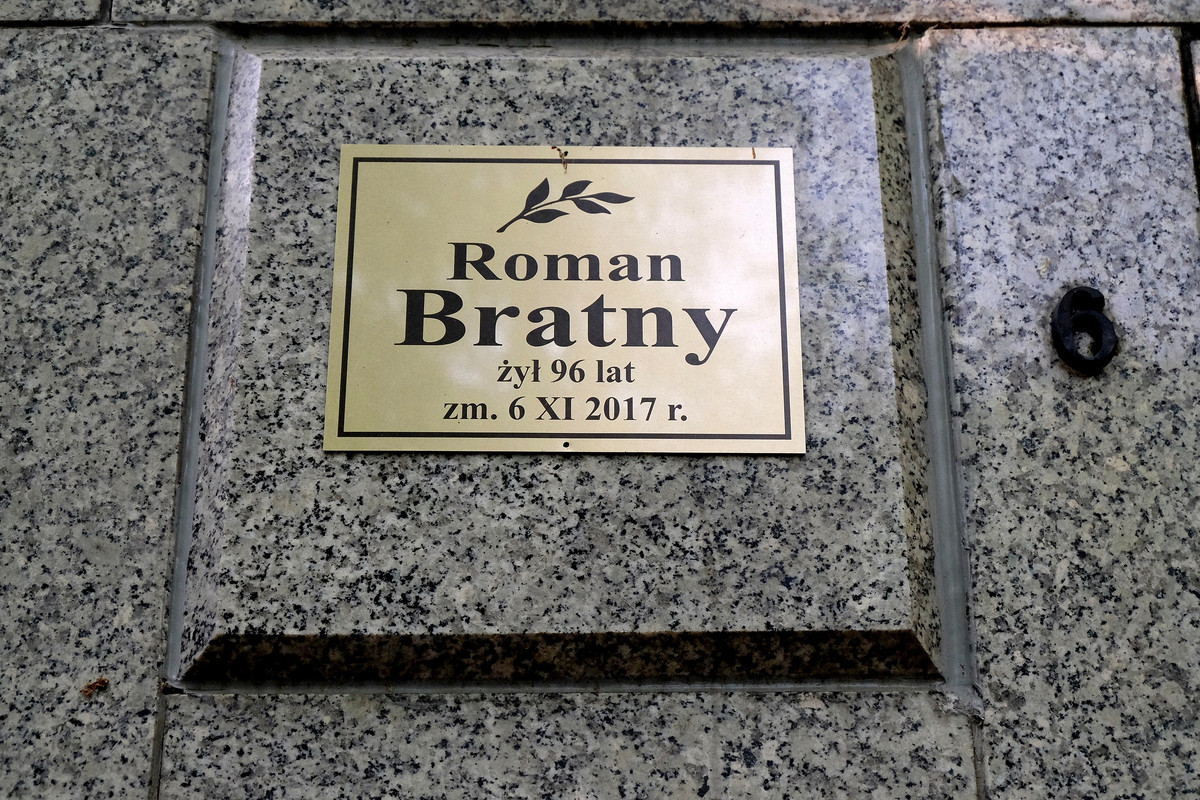 Roman
Bratny
żył 96 lat
zm. 6 XI 2017 r.
6